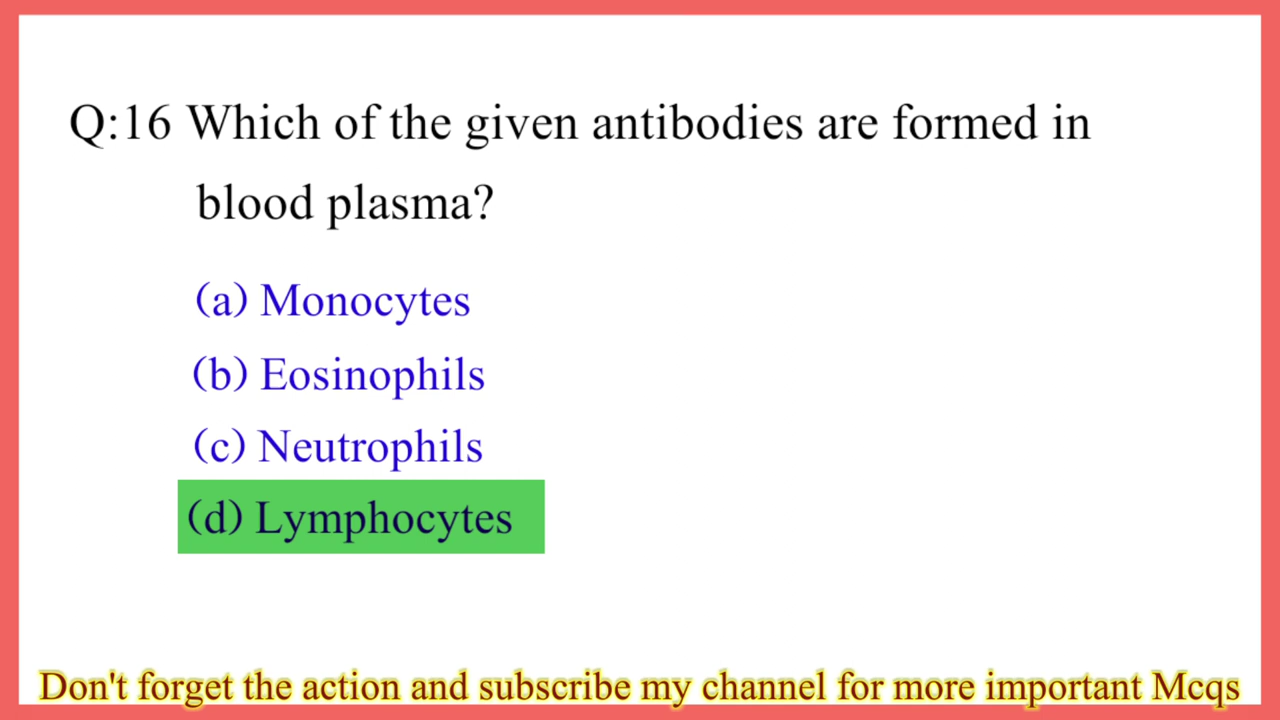 Q:16 Which of the given antibodies are formed in
blood plasma?
(a) Monocytes
(b) Eosinophils
(c) Neutrophils
(d) Lymphocytes
Don't forget the action and subscribe my channel for more important Mcqs